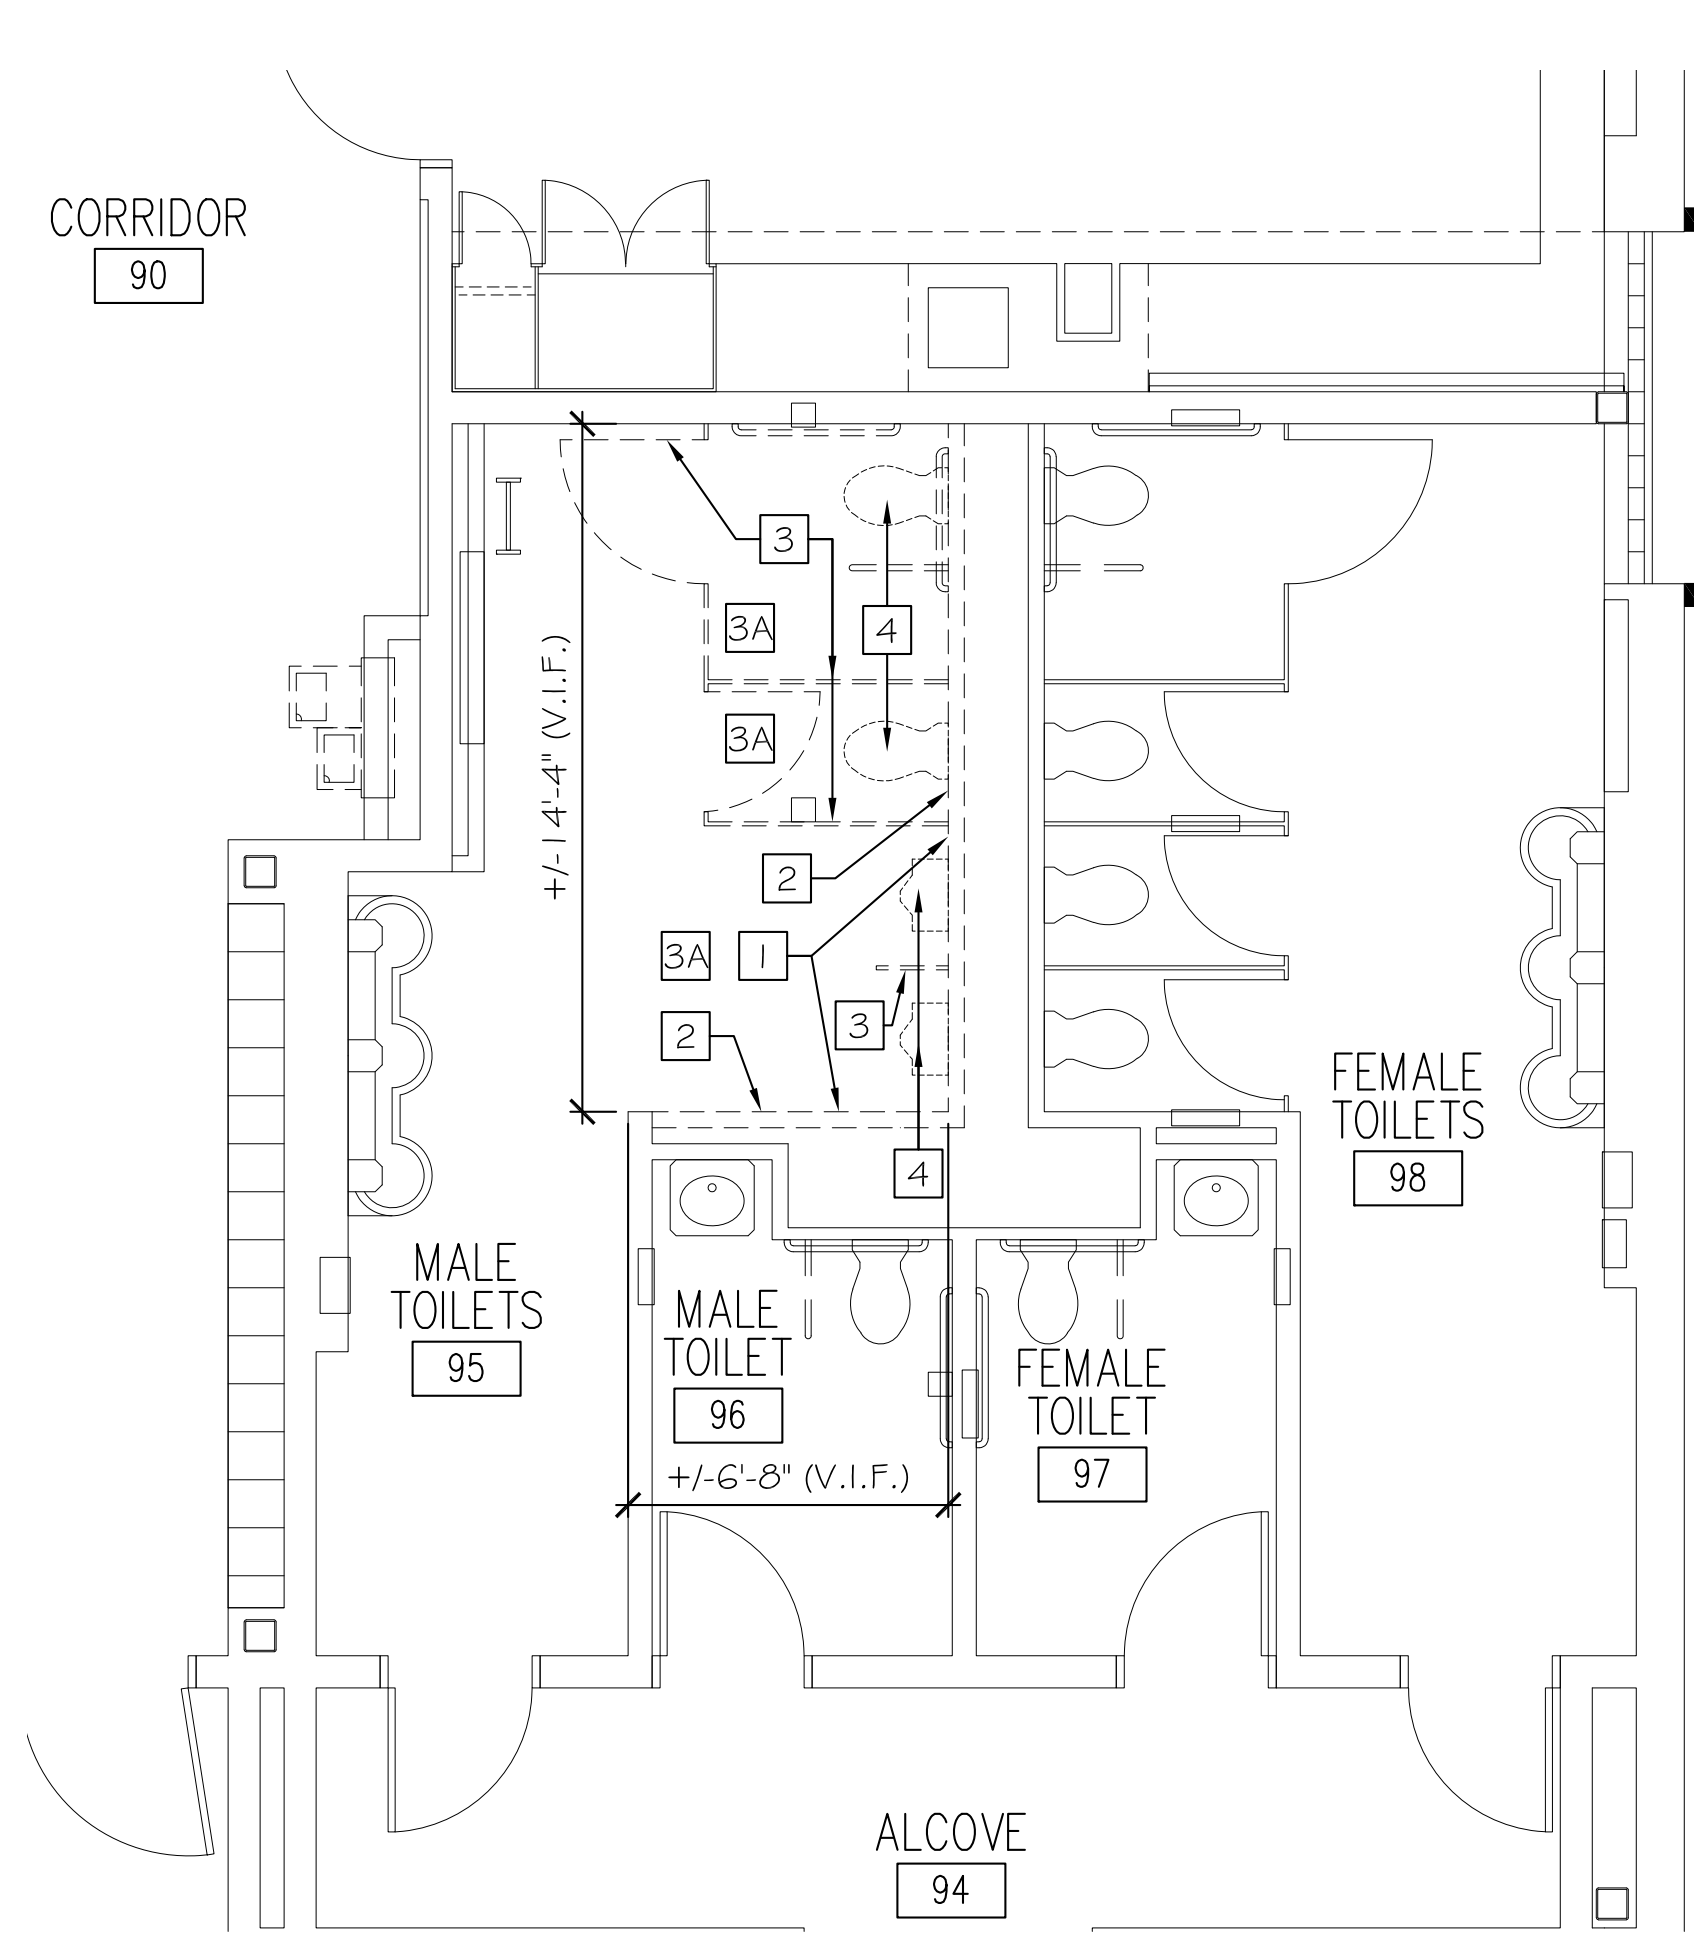 CORRIDOR
90
3
3A
4
3A
+/-14'-4" (V.I.F.)
2
3A
1
3
2
4
FEMALE
TOILETS
98
MALE
TOILETS
95
MALE
TOILET
96
FEMALE
TOILET
97
+/-6'-8" (V.I.F.)
ALCOVE
94